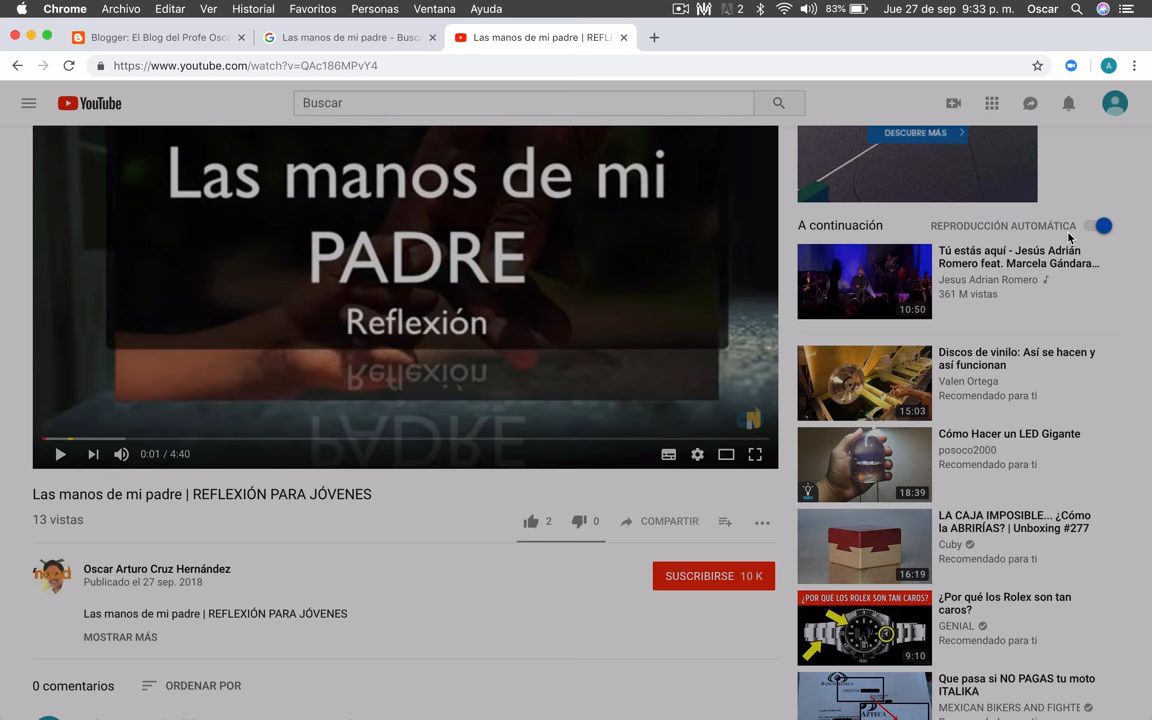 Chrome Archivo Editar Ver Historial Favoritos Personas Ventana Ayuda 2 83% Jue 27 de sep 9:33 p. m. Oscar
Blogger: El Blog del Profe Osc
Las manos de mi padre - Busc
Las manos de mi padre | REFL
https://www.youtube.com/watch?v=QAc186MPvY4
A
YouTube
Buscar
DESCUBRE MÁS
Las manos de mi
PADRE
Reflexión
0:01 / 4:40
Las manos de mi padre | REFLEXIÓN PARA JÓVENES
13 vistas
2 0 COMPARTIR
Oscar Arturo Cruz Hernández
Publicado el 27 sep. 2018
SUSCRIBIRSE 10 K
Las manos de mi padre | REFLEXIÓN PARA JÓVENES
MOSTRAR MÁS
0 comentarios
ORDENAR POR
A continuación
REPRODUCCIÓN AUTOMÁTICA
Tú estás aquí - Jesús Adrián
Romero feat. Marcela Gándara...
Jesus Adrian Romero
361 M vistas
10:50
Discos de vinilo: Así se hacen y
así funcionan
Valen Ortega
Recomendado para ti
15:03
Cómo Hacer un LED Gigante
posoco2000
Recomendado para ti
18:39
LA CAJA IMPOSIBLE... ¿Cómo
la ABRIRÍAS? | Unboxing #277
Cuby
Recomendado para ti
16:19
¿POR QUÉ LOS ROLEX SON TAN CAROS?
¿Por qué los Rolex son tan
caros?
GENIAL
Recomendado para ti
9:10
Que pasa si NO PAGAS tu moto
ITALIKA
MEXICAN BIKERS AND FIGHTE